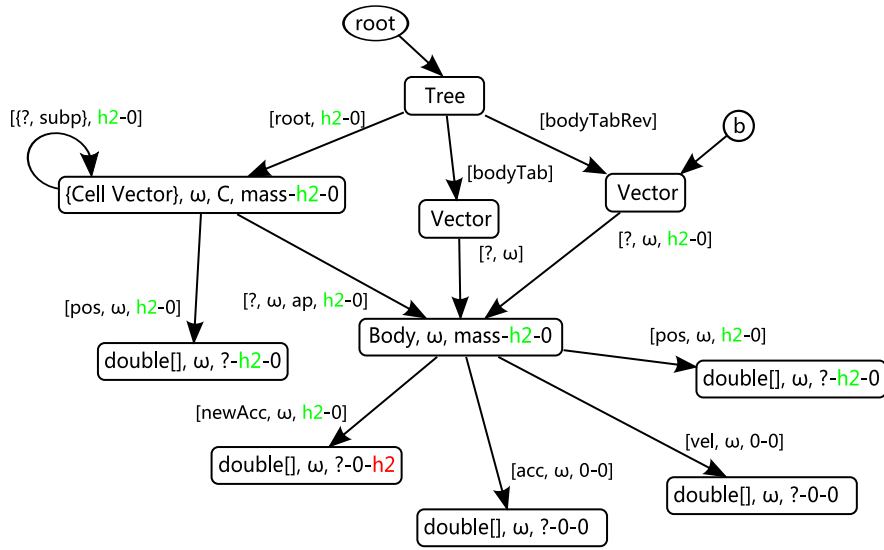 root
Tree
[{?, subp}, h2-0]
[root, h2-0]
[bodyTabRev]
b
[bodyTab]
{Cell Vector}, ω, C, mass-h2-0
Vector
Vector
[?, ω]
[?, ω, h2-0]
[pos, ω, h2-0]
[?, ω, ap, h2-0]
Body, ω, mass-h2-0
[pos, ω, h2-0]
double[], ω, ?-h2-0
double[], ω, ?-h2-0
[newAcc, ω, h2-0]
[vel, ω, 0-0]
double[], ω, ?-0-h2
[acc, ω, 0-0]
double[], ω, ?-0-0
double[], ω, ?-0-0